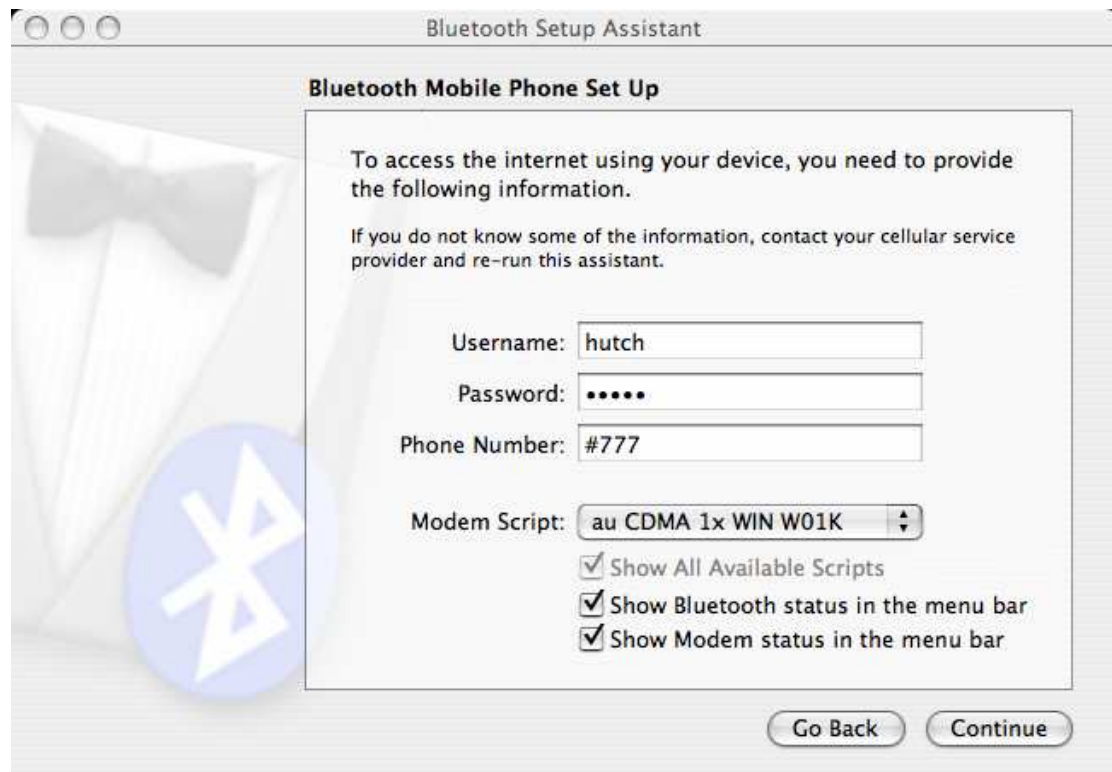 Bluetooth Setup Assistant
Bluetooth Mobile Phone Set Up
To access the internet using your device, you need to provide
the following information.
If you do not know some of the information, contact your cellular service
provider and re-run this assistant.
Username: hutch
Password: •••••
Phone Number: #777
Modem Script: au CDMA 1x WIN W01K
Show All Available Scripts
Show Bluetooth status in the menu bar
Show Modem status in the menu bar
Go Back Continue